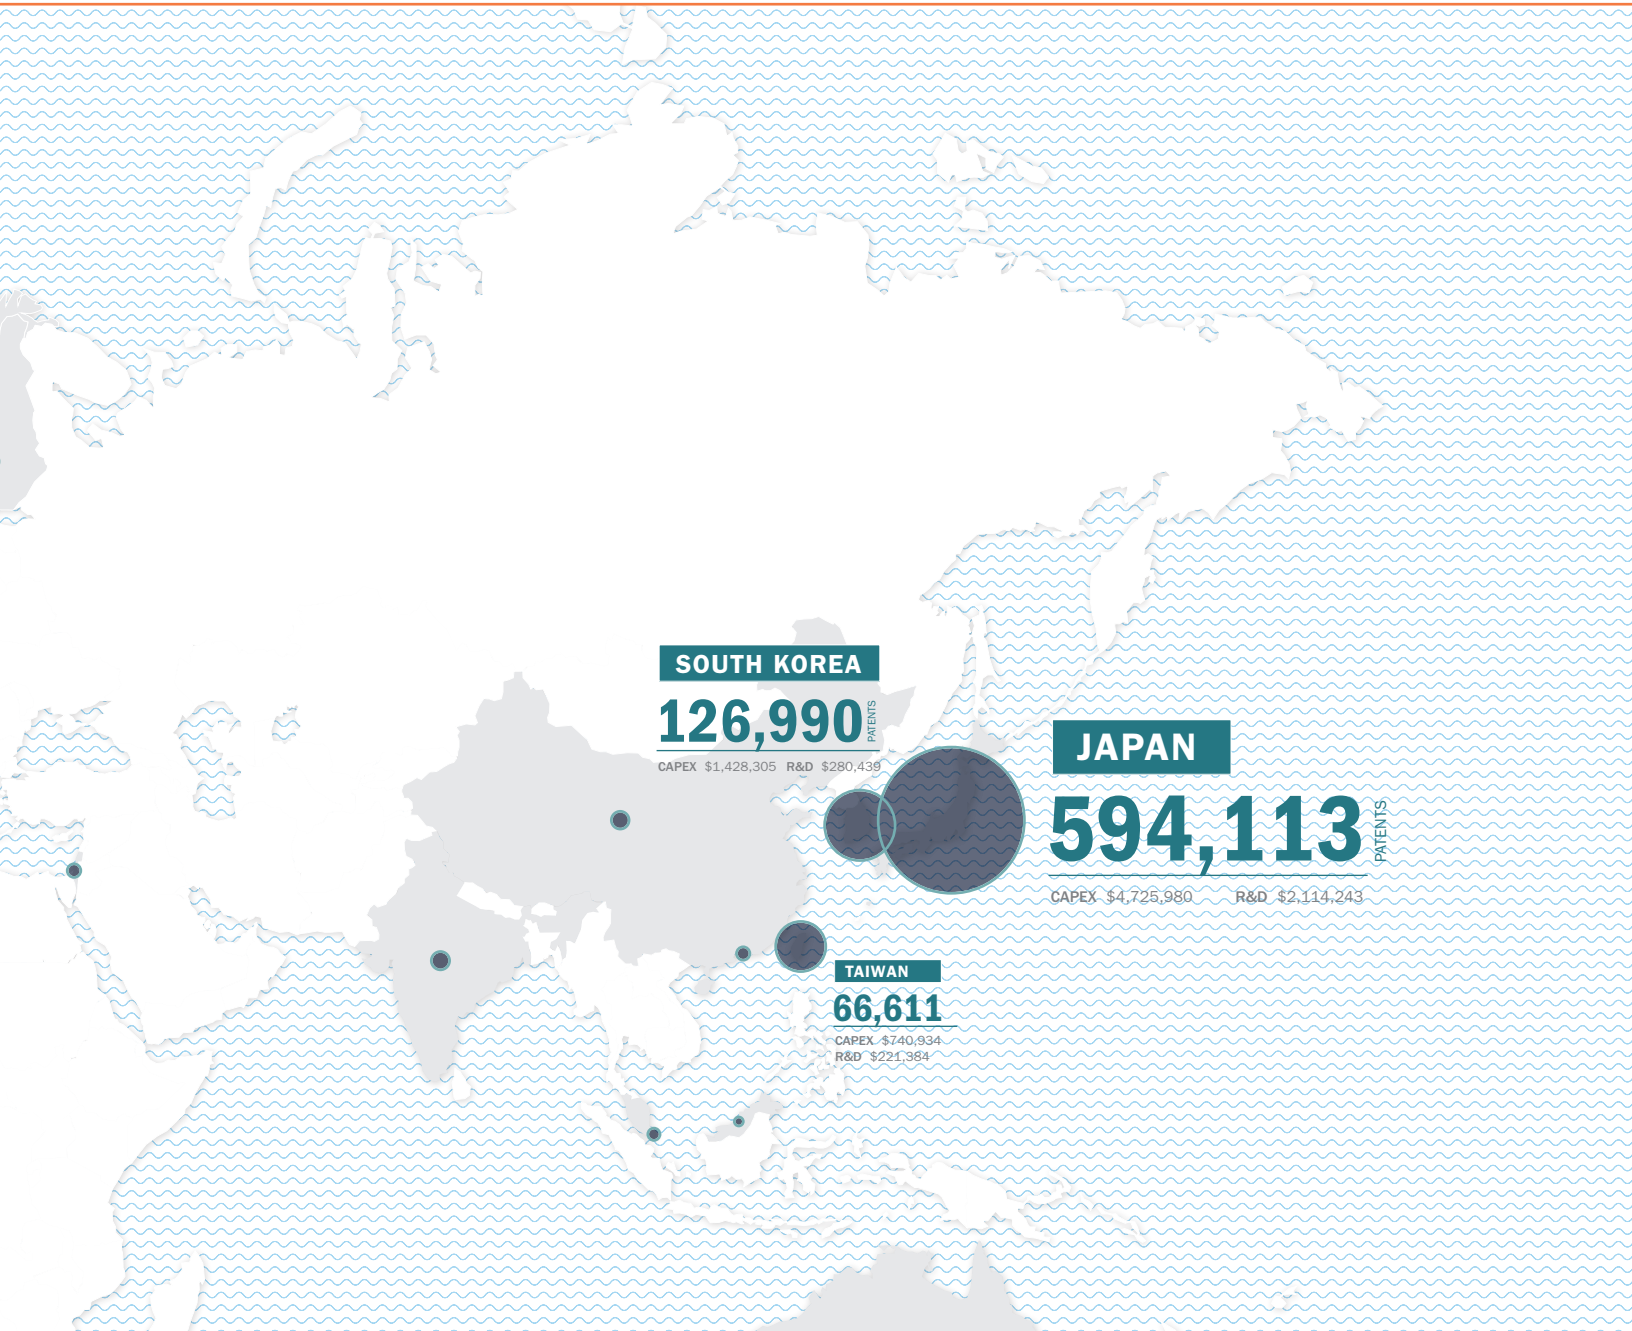 SOUTH KOREA
126,990 PATENTS
CAPEX $1,428,305 R&D $280,439
JAPAN
594,113 PATENTS
CAPEX $4,725,980 R&D $2,114,243
TAIWAN
66,611
CAPEX $740,934
R&D $221,384